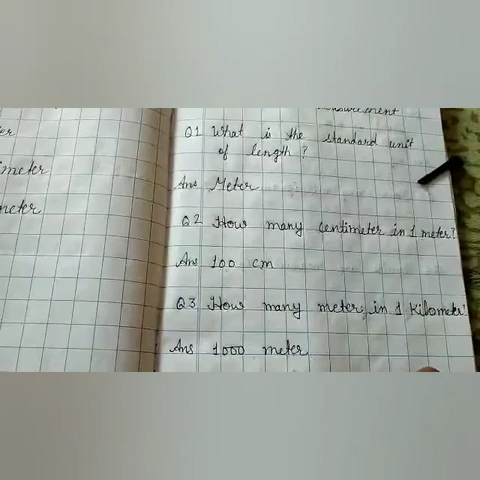 Q1 What is the standard unit
of length?
Ans Meter
Q2 How many centimeter in 1 meter?
Ans 100 cm
Q3 How many meter in 1 kilometer?
Ans 1000 meter